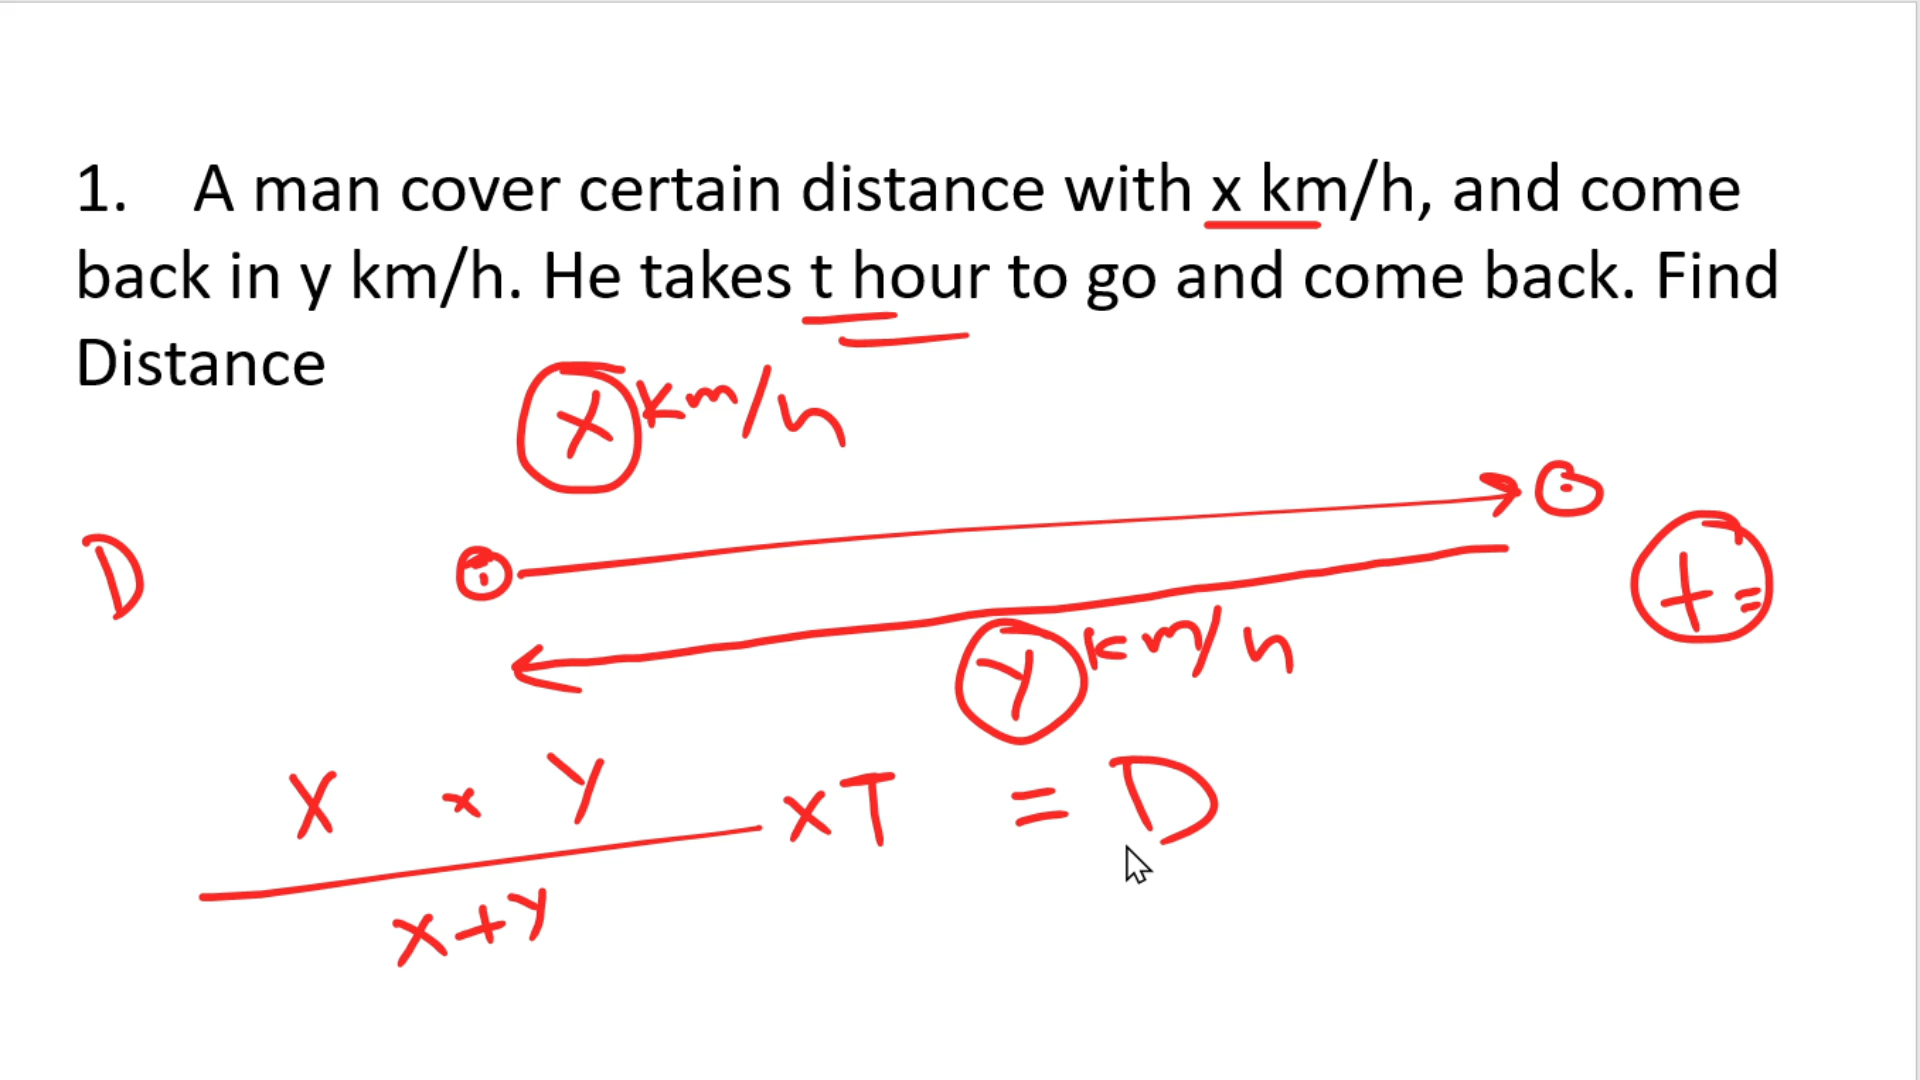 1. A man cover certain distance with x km/h, and come
back in y km/h. He takes t hour to go and come back. Find
Distance
X km/h
D
t =
y km/h
X × Y × T = D
X+Y